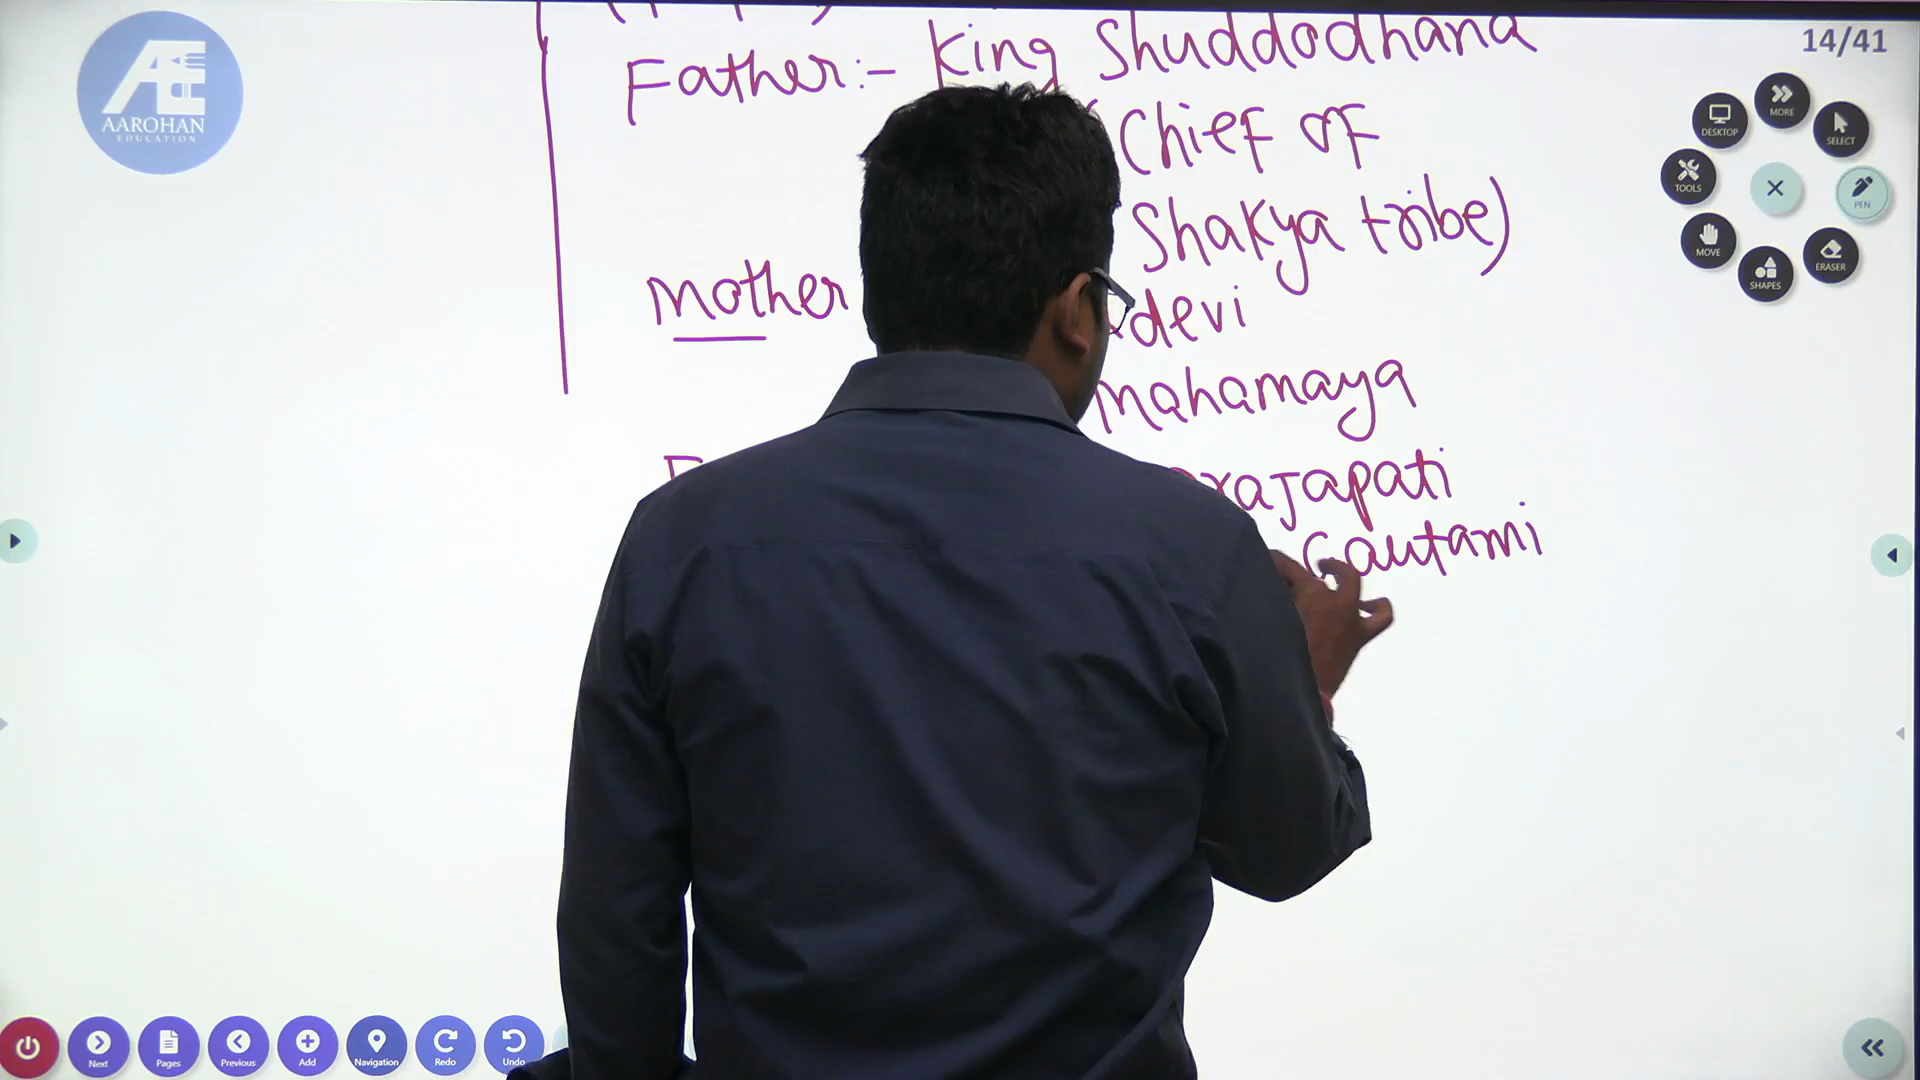 Father:- King Shuddodhana
(Chief of
Shakya tribe)
Mother
devi
Mahamaya
Prajapati
Gautami
14/41
AAROHAN
EDUCATION
MORE
DESKTOP
SELECT
TOOLS
PEN
MOVE
ERASER
SHAPES
Next
Pages
Previous
Add
Navigation
Redo
Undo